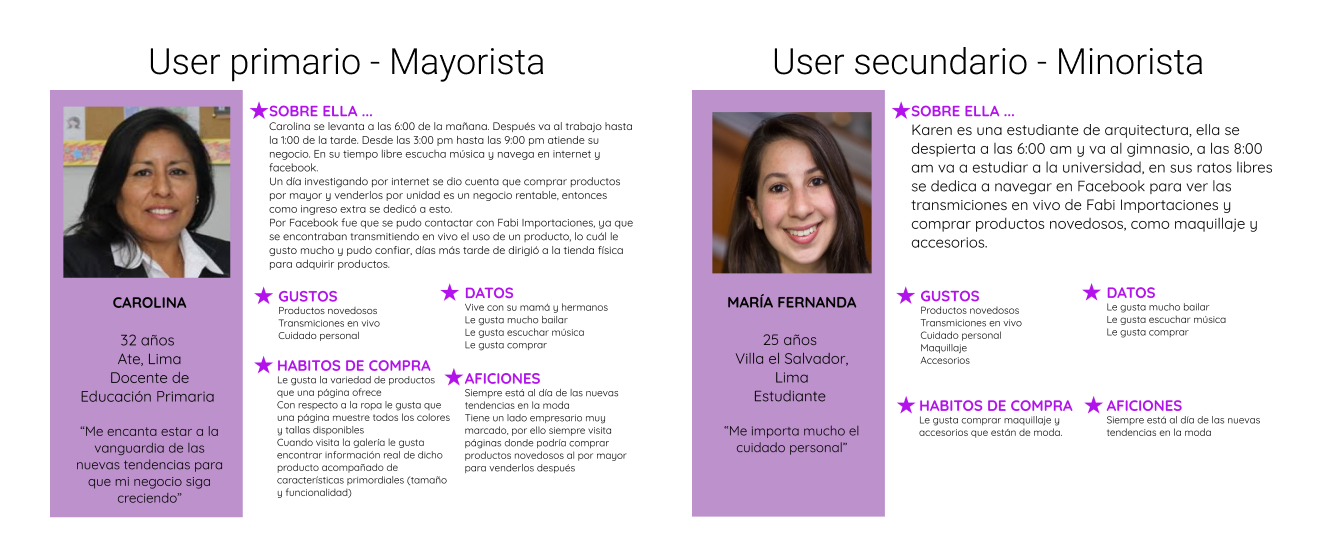 User primario - Mayorista
CAROLINA
32 años
Ate, Lima
Docente de
Educación Primaria
“Me encanta estar a la
vanguardia de las
nuevas tendencias para
que mi negocio siga
creciendo”
SOBRE ELLA ...
Carolina se levanta a las 6:00 de la mañana. Después va al trabajo hasta
la 1:00 de la tarde. Desde las 3:00 pm hasta las 9:00 pm atiende su
negocio. En su tiempo libre escucha música y navega en internet y
facebook.
Un día investigando por internet se dio cuenta que comprar productos
por mayor y venderlos por unidad es un negocio rentable, entonces
como ingreso extra se dedicó a esto.
Por Facebook fue que se pudo contactar con Fabi Importaciones, ya que
se encontraban transmitiendo en vivo el uso de un producto, lo cuál le
gusto mucho y pudo confiar, días más tarde de dirigió a la tienda física
para adquirir productos.
GUSTOS
Productos novedosos
Transmiciones en vivo
Cuidado personal
DATOS
Vive con su mamá y hermanos
Le gusta mucho bailar
Le gusta escuchar música
Le gusta comprar
HABITOS DE COMPRA
Le gusta la variedad de productos
que una página ofrece
Con respecto a la ropa le gusta que
una página muestre todos los colores
y tallas disponibles
Cuando visita la galería le gusta
encontrar información real de dicho
producto acompañado de
características primordiales (tamaño
y funcionalidad)
AFICIONES
Siempre está al día de las nuevas
tendencias en la moda
Tiene un lado empresario muy
marcado, por ello siempre visita
páginas donde podría comprar
productos novedosos al por mayor
para venderlos después
User secundario - Minorista
MARÍA FERNANDA
25 años
Villa el Salvador,
Lima
Estudiante
“Me importa mucho el
cuidado personal”
SOBRE ELLA ...
Karen es una estudiante de arquitectura, ella se
despierta a las 6:00 am y va al gimnasio, a las 8:00
am va a estudiar a la universidad, en sus ratos libres
se dedica a navegar en Facebook para ver las
transmiciones en vivo de Fabi Importaciones y
comprar productos novedosos, como maquillaje y
accesorios.
GUSTOS
Productos novedosos
Transmiciones en vivo
Cuidado personal
Maquillaje
Accesorios
DATOS
Le gusta mucho bailar
Le gusta escuchar música
Le gusta comprar
HABITOS DE COMPRA
Le gusta comprar maquillaje y
accesorios que están de moda.
AFICIONES
Siempre está al día de las nuevas
tendencias en la moda